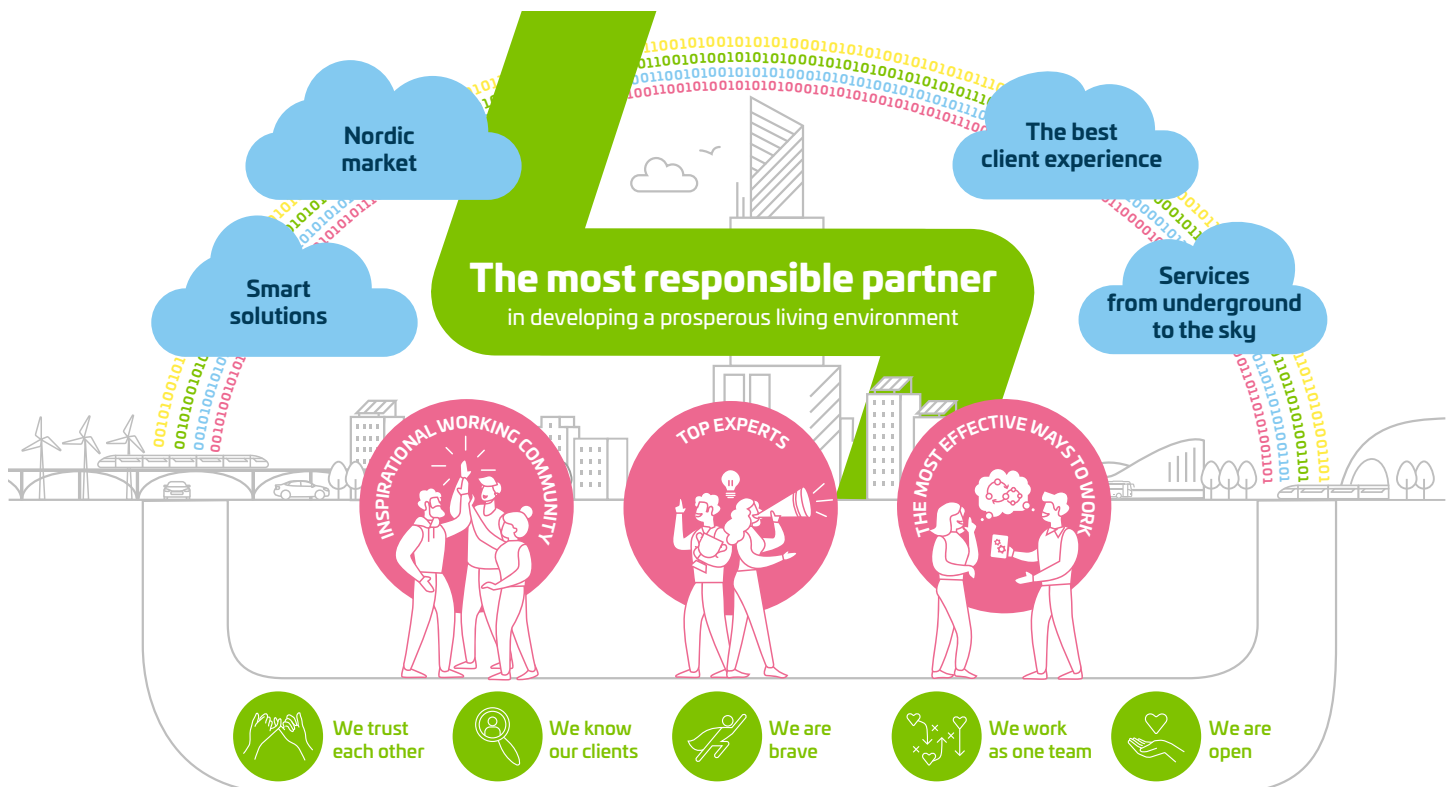 Nordic
market
The best
client experience
Smart
solutions
Services
from underground
to the sky
The most responsible partner
in developing a prosperous living environment
INSPIRATIONAL WORKING COMMUNITY
TOP EXPERTS
THE MOST EFFECTIVE WAYS TO WORK
We trust
each other
We know
our clients
We are
brave
We work
as one team
We are
open